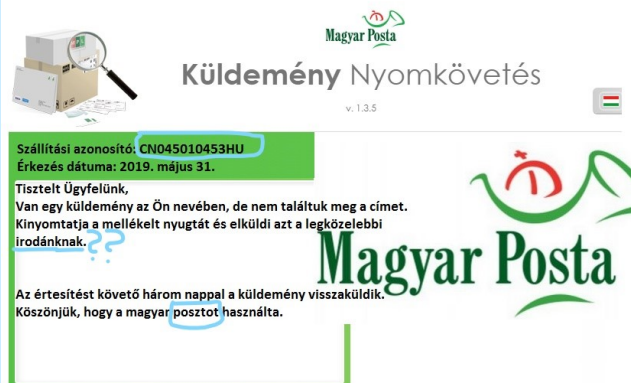 Magyar Posta
Küldemény Nyomkövetés
v. 1.3.5
Szállítási azonosító: CN045010453HU
Érkezés dátuma: 2019. május 31.
Tisztelt Ügyfelünk,
Van egy küldemény az Ön nevében, de nem találtuk meg a címet.
Kinyomtatja a mellékelt nyugtát és elküldi azt a legközelebbi
irodánknak.??
Magyar Posta
Az értesítést követő három nappal a küldemény visszaküldik.
Köszönjük, hogy a magyar posztot használta.